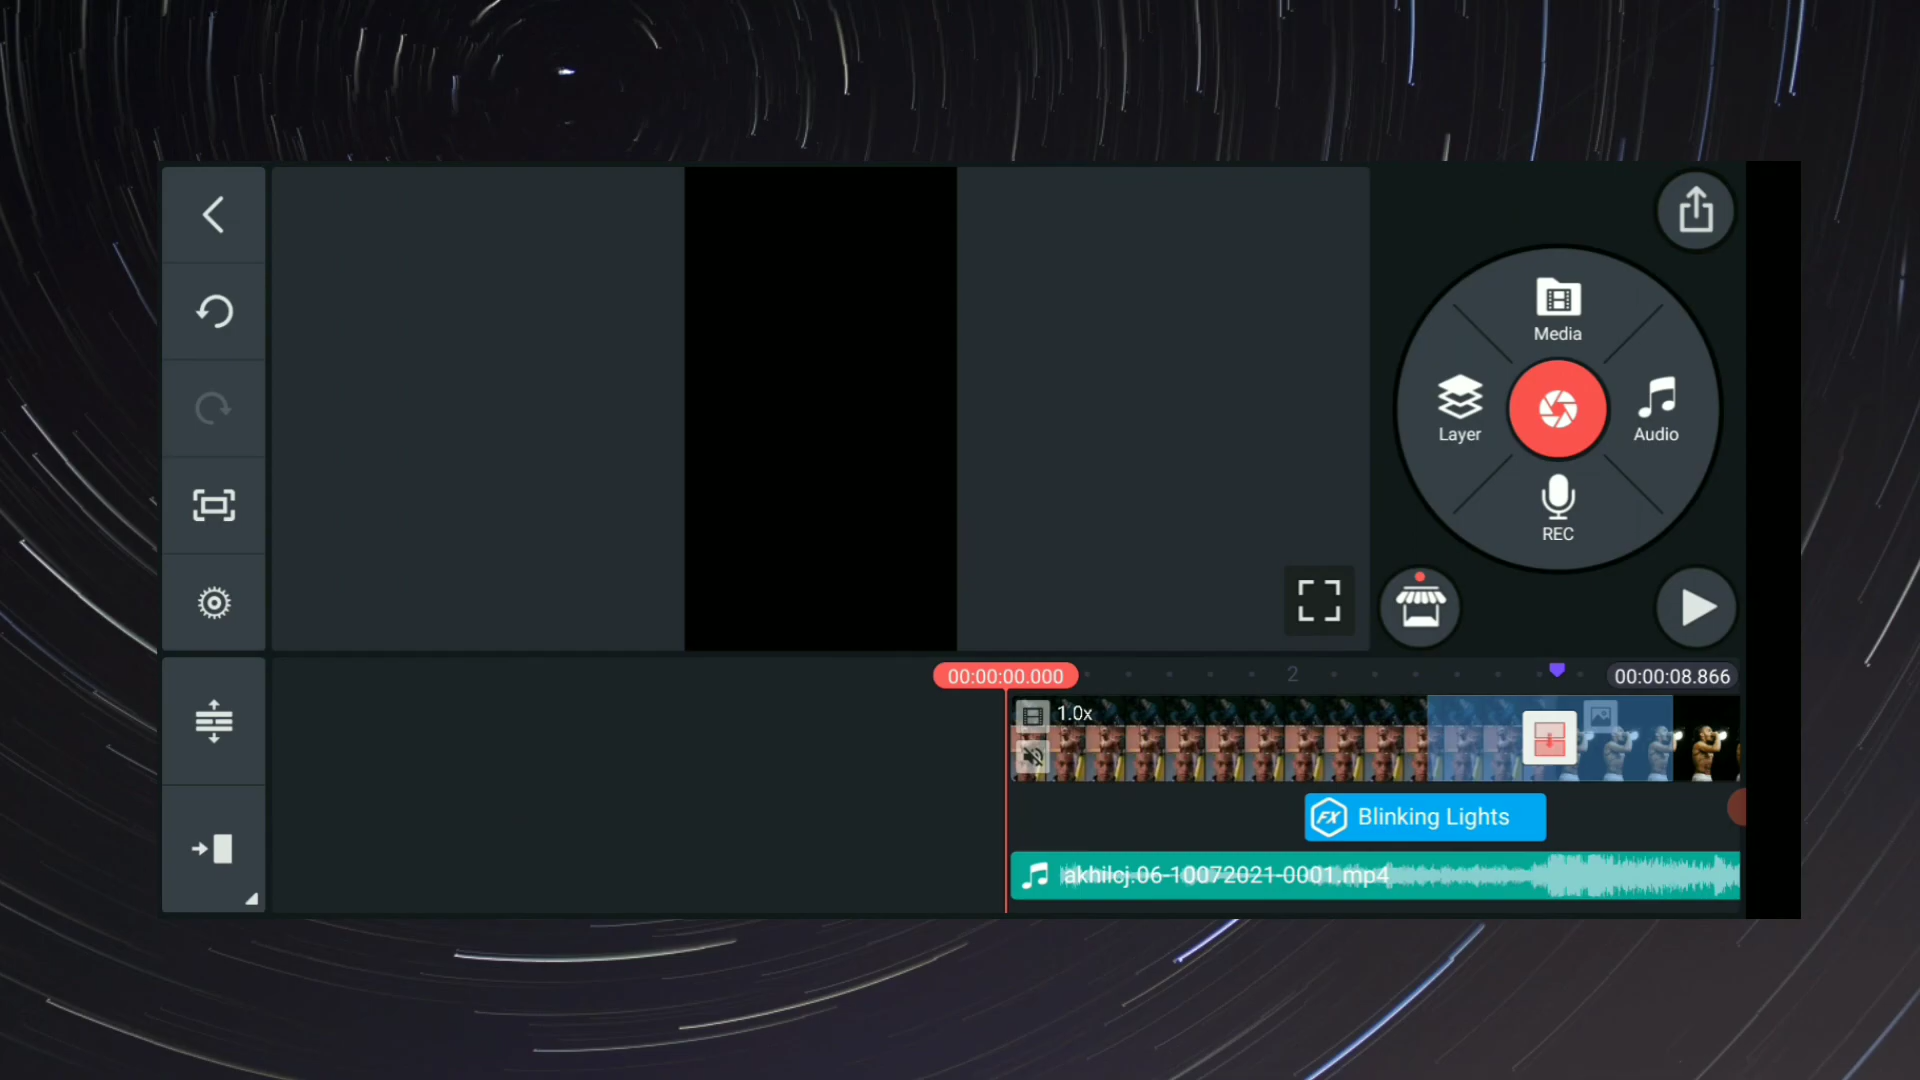 Media
Layer
Audio
REC
00:00:00.000
2
00:00:08.866
1.0x
FX Blinking Lights
akhilcj.06-10072021-0001.mp4